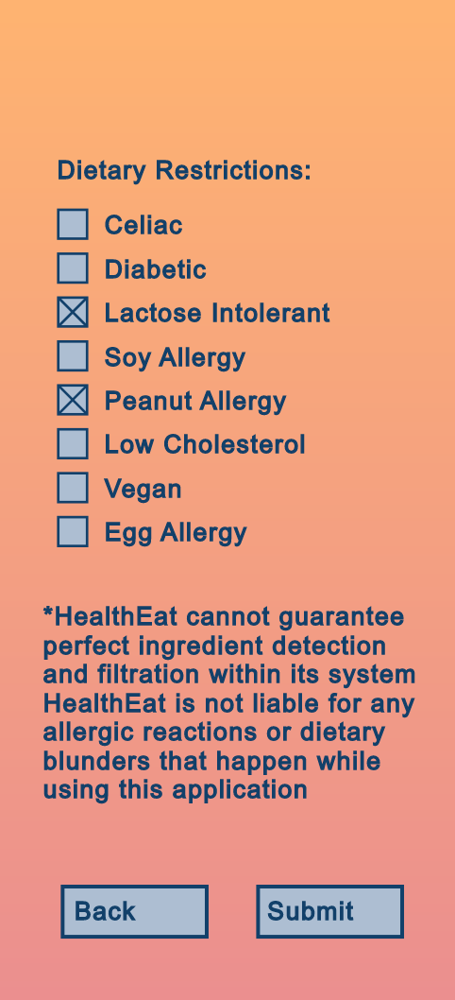 Dietary Restrictions:
Celiac
Diabetic
Lactose Intolerant
Soy Allergy
Peanut Allergy
Low Cholesterol
Vegan
Egg Allergy
*HealthEat cannot guarantee
perfect ingredient detection
and filtration within its system
HealthEat is not liable for any
allergic reactions or dietary
blunders that happen while
using this application
Back
Submit